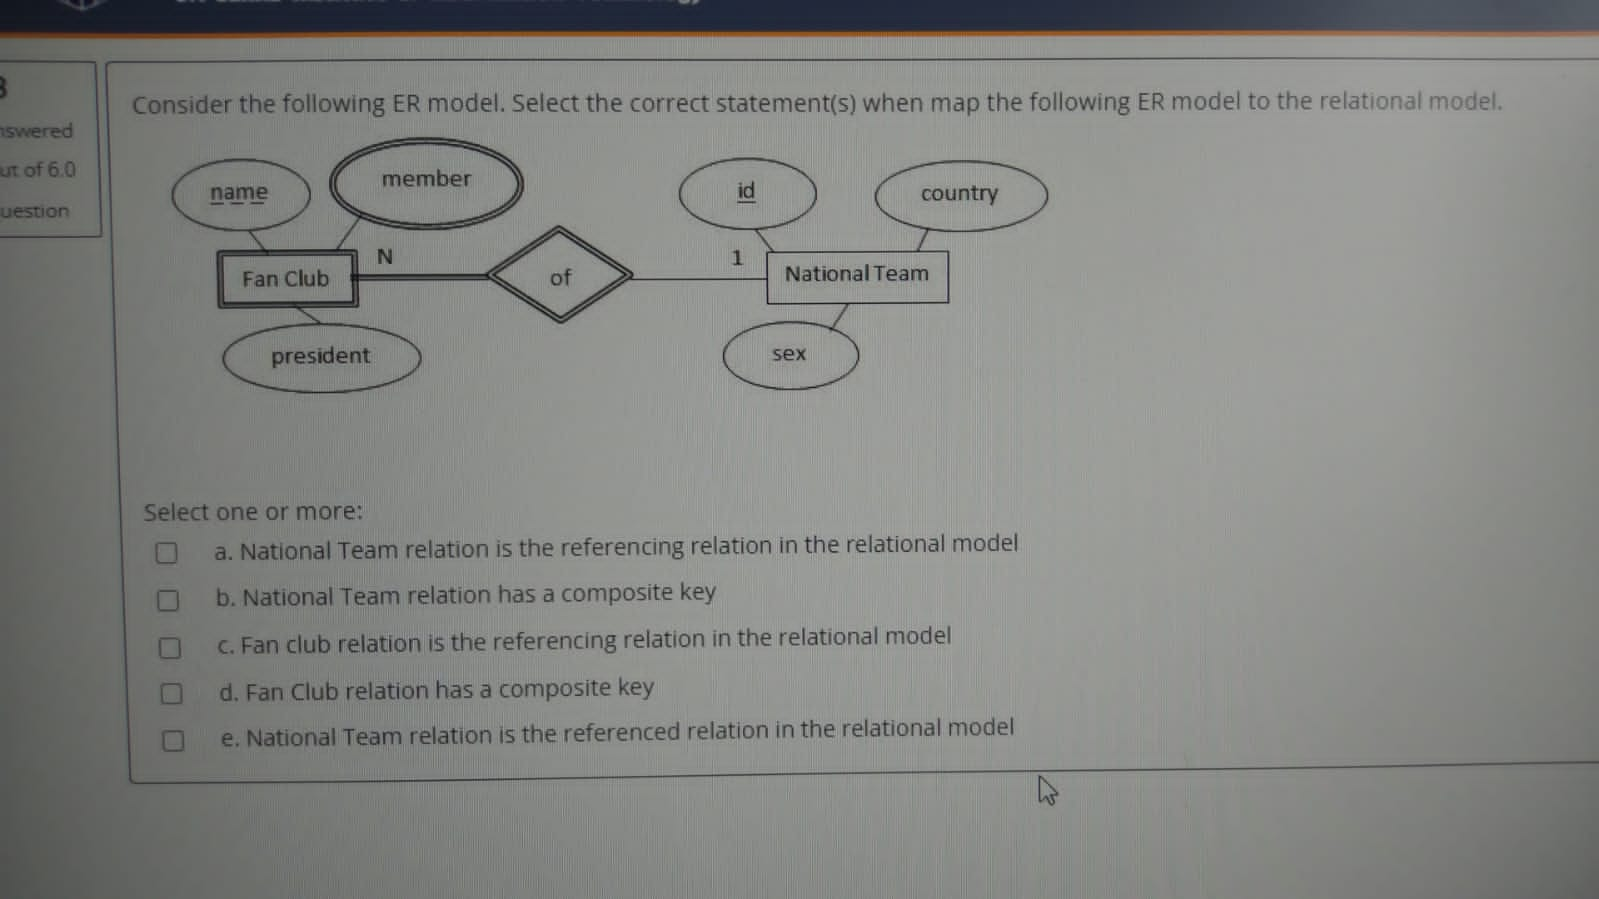 3
nswered
ut of 6.0
uestion
Consider the following ER model. Select the correct statement(s) when map the following ER model to the relational model.
name
member
id
country
N
1
Fan Club
of
National Team
president
sex
Select one or more:
a. National Team relation is the referencing relation in the relational model
b. National Team relation has a composite key
c. Fan club relation is the referencing relation in the relational model
d. Fan Club relation has a composite key
e. National Team relation is the referenced relation in the relational model